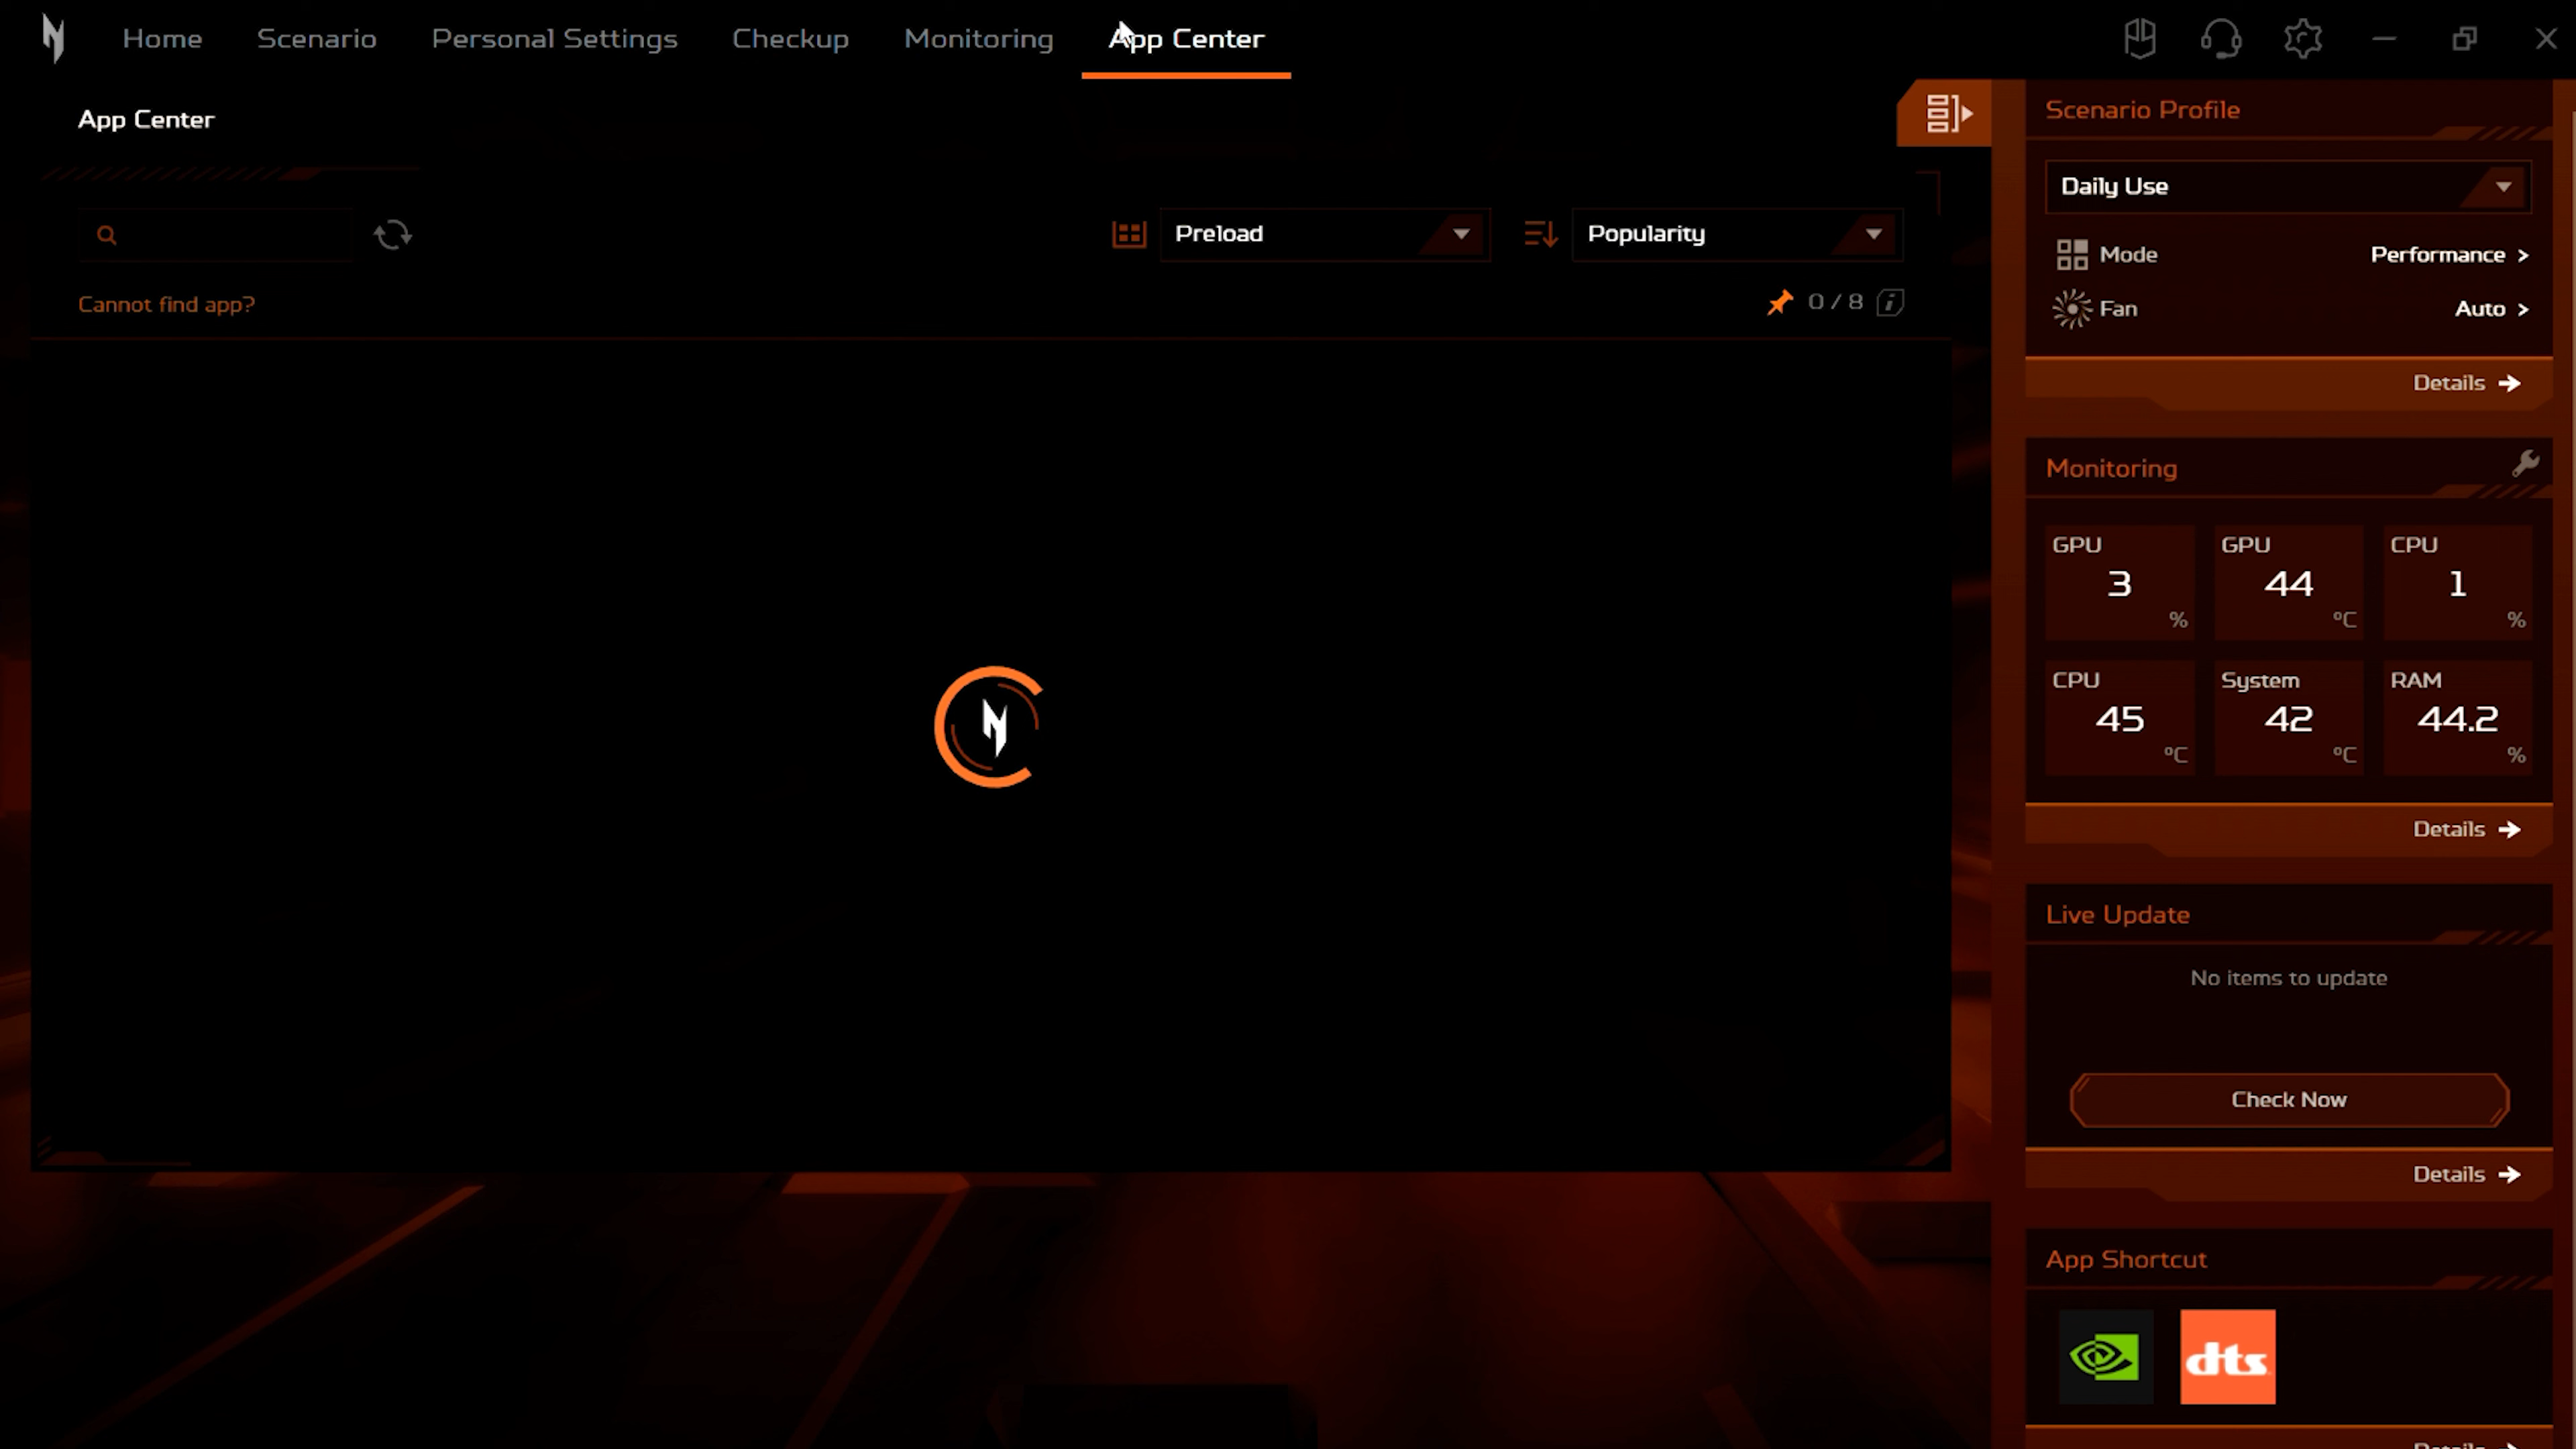 Home Scenario Personal Settings Checkup Monitoring App Center
App Center
Preload Popularity
Cannot find app? 0 / 8
Scenario Profile
Daily Use
Mode Performance >
Fan Auto >
Details
Monitoring
GPU 3 %
GPU 44 °C
CPU 1 %
CPU 45 °C
System 42 °C
RAM 44.2 %
Details
Live Update
No items to update
Check Now
Details
App Shortcut
dts